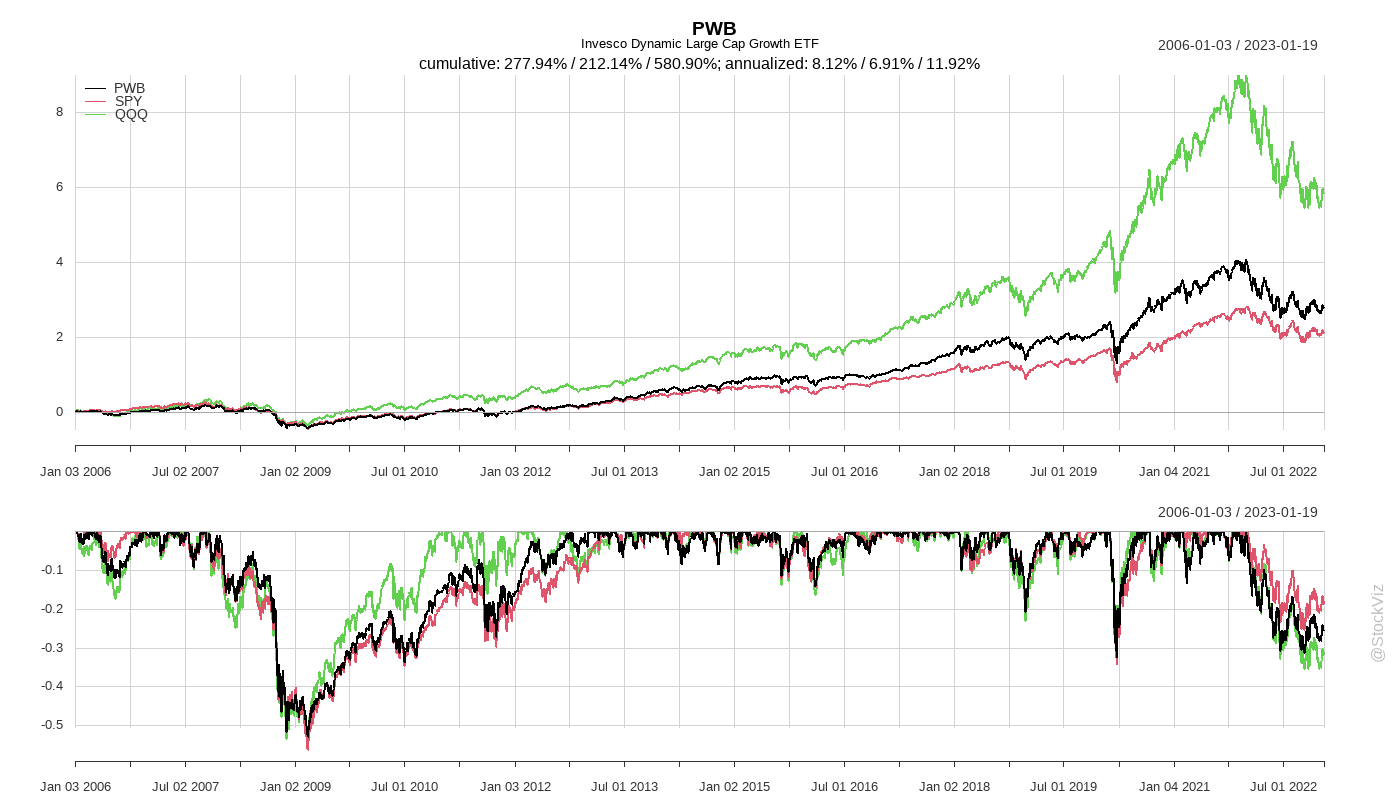 PWB
Invesco Dynamic Large Cap Growth ETF
2006-01-03 / 2023-01-19
cumulative: 277.94% / 212.14% / 580.90%; annualized: 8.12% / 6.91% / 11.92%
PWB
SPY
QQQ
8
6
4
2
0
Jan 03 2006 Jul 02 2007 Jan 02 2009 Jul 01 2010 Jan 03 2012 Jul 01 2013 Jan 02 2015 Jul 01 2016 Jan 02 2018 Jul 01 2019 Jan 04 2021 Jul 01 2022
2006-01-03 / 2023-01-19
-0.1
-0.2
-0.3
-0.4
-0.5
Jan 03 2006 Jul 02 2007 Jan 02 2009 Jul 01 2010 Jan 03 2012 Jul 01 2013 Jan 02 2015 Jul 01 2016 Jan 02 2018 Jul 01 2019 Jan 04 2021 Jul 01 2022
@StockViz